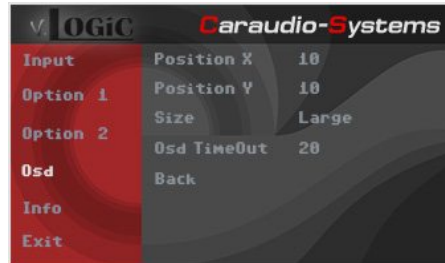 v.LOGiC Caraudio-Systems
Input
Option 1
Option 2
Osd
Info
Exit
Position X 10
Position Y 10
Size Large
Osd TimeOut 20
Back